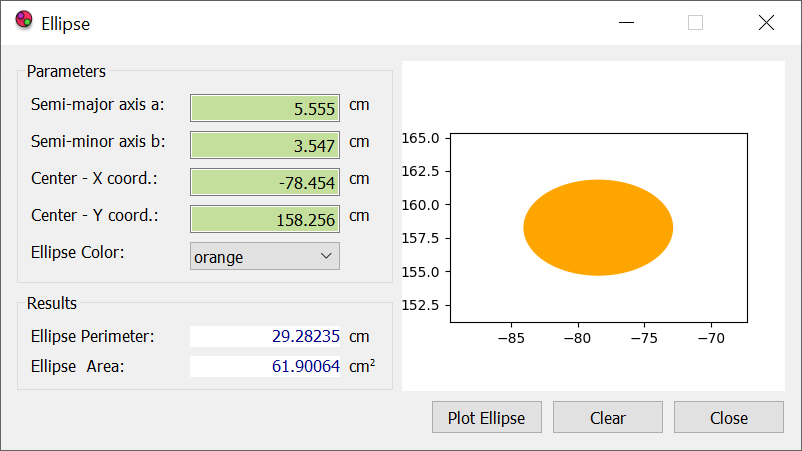 Ellipse
Parameters
Semi-major axis a: 5.555 cm
Semi-minor axis b: 3.547 cm
Center - X coord.: -78.454 cm
Center - Y coord.: 158.256 cm
Ellipse Color: orange
Results
Ellipse Perimeter: 29.28235 cm
Ellipse Area: 61.90064 cm²
165.0
162.5
160.0
157.5
155.0
152.5
−85 −80 −75 −70
Plot Ellipse Clear Close